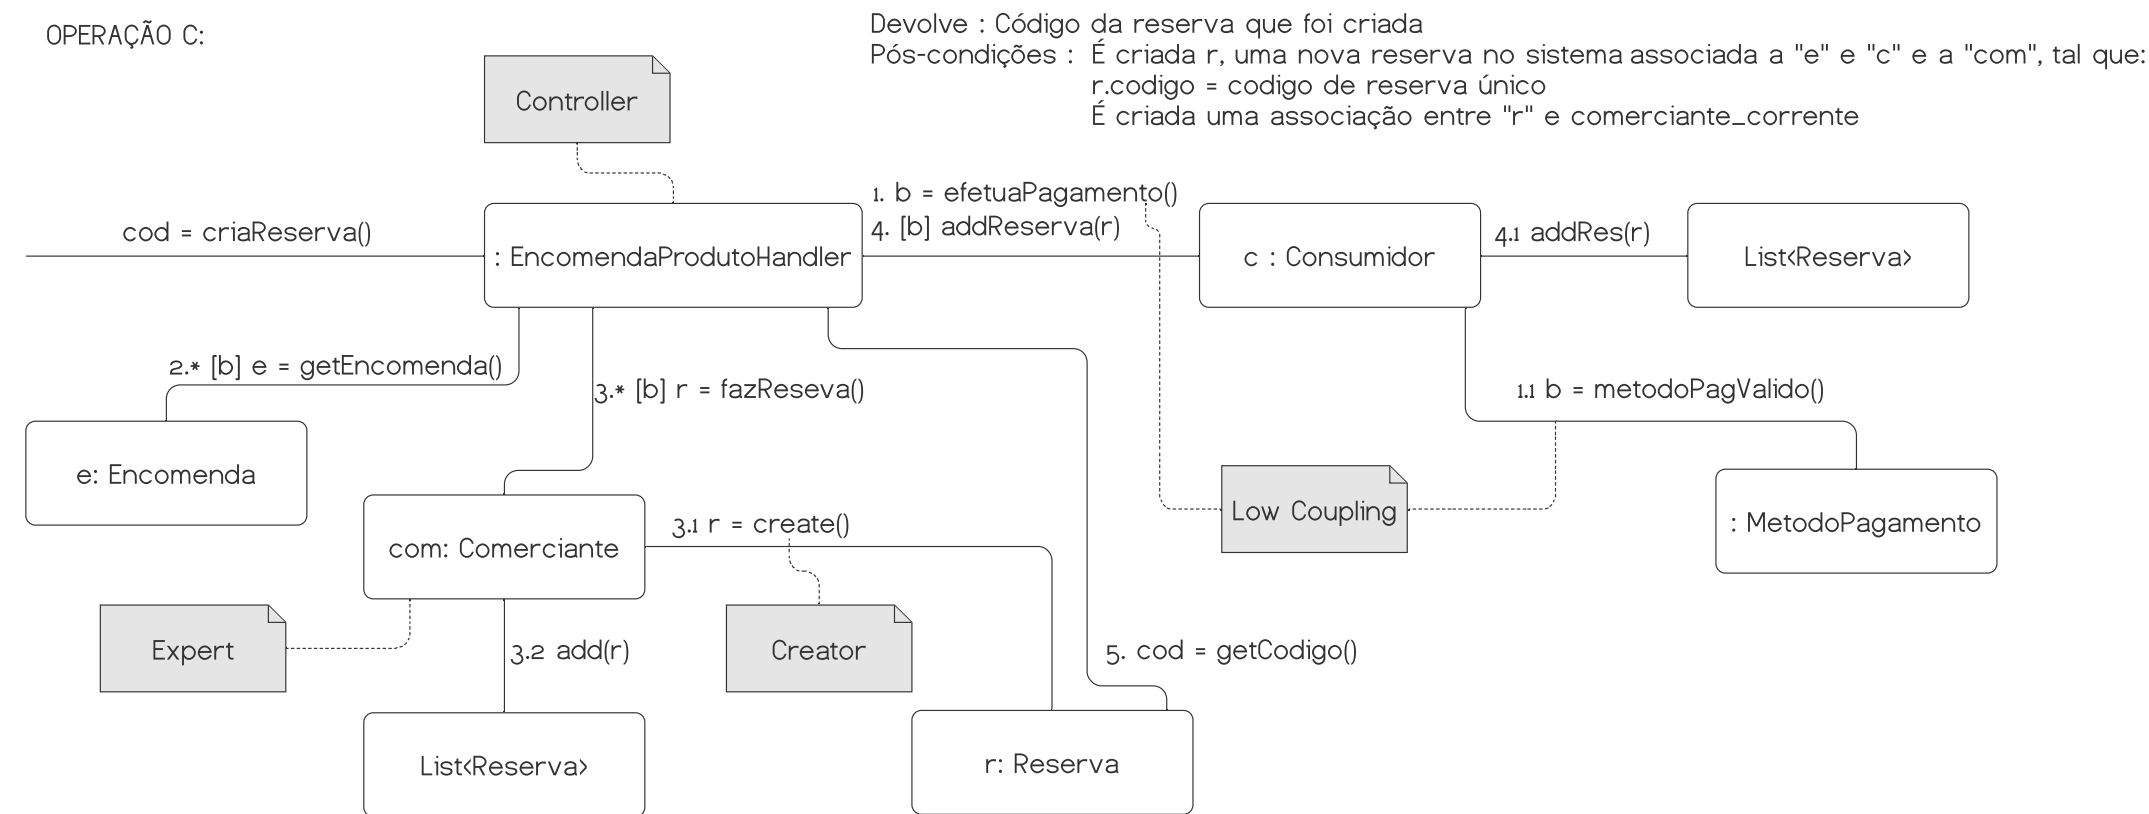 OPERAÇÃO C:
Devolve : Código da reserva que foi criada
Pós-condições : É criada r, uma nova reserva no sistema associada a "e" e "c" e a "com", tal que:
r.codigo = codigo de reserva único
É criada uma associação entre "r" e comerciante_corrente
Controller
cod = criaReserva()
: EncomendaProdutoHandler
1. b = efetuaPagamento()
4. [b] addReserva(r)
c : Consumidor
4.1 addRes(r)
List<Reserva>
2.* [b] e = getEncomenda()
3.* [b] r = fazReseva()
1.1 b = metodoPagValido()
e: Encomenda
Low Coupling
: MetodoPagamento
com: Comerciante
3.1 r = create()
Expert
3.2 add(r)
Creator
5. cod = getCodigo()
List<Reserva>
r: Reserva